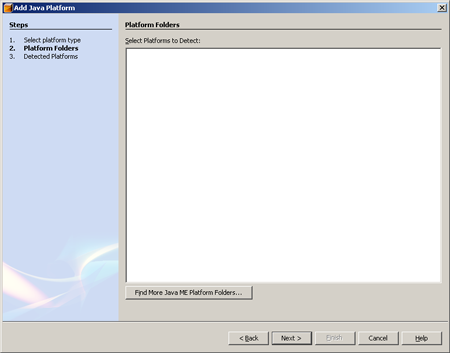 Add Java Platform
Steps
1. Select platform type
2. Platform Folders
3. Detected Platforms
Platform Folders
Select Platforms to Detect:
Find More Java ME Platform Folders...
< Back
Next >
Finish
Cancel
Help